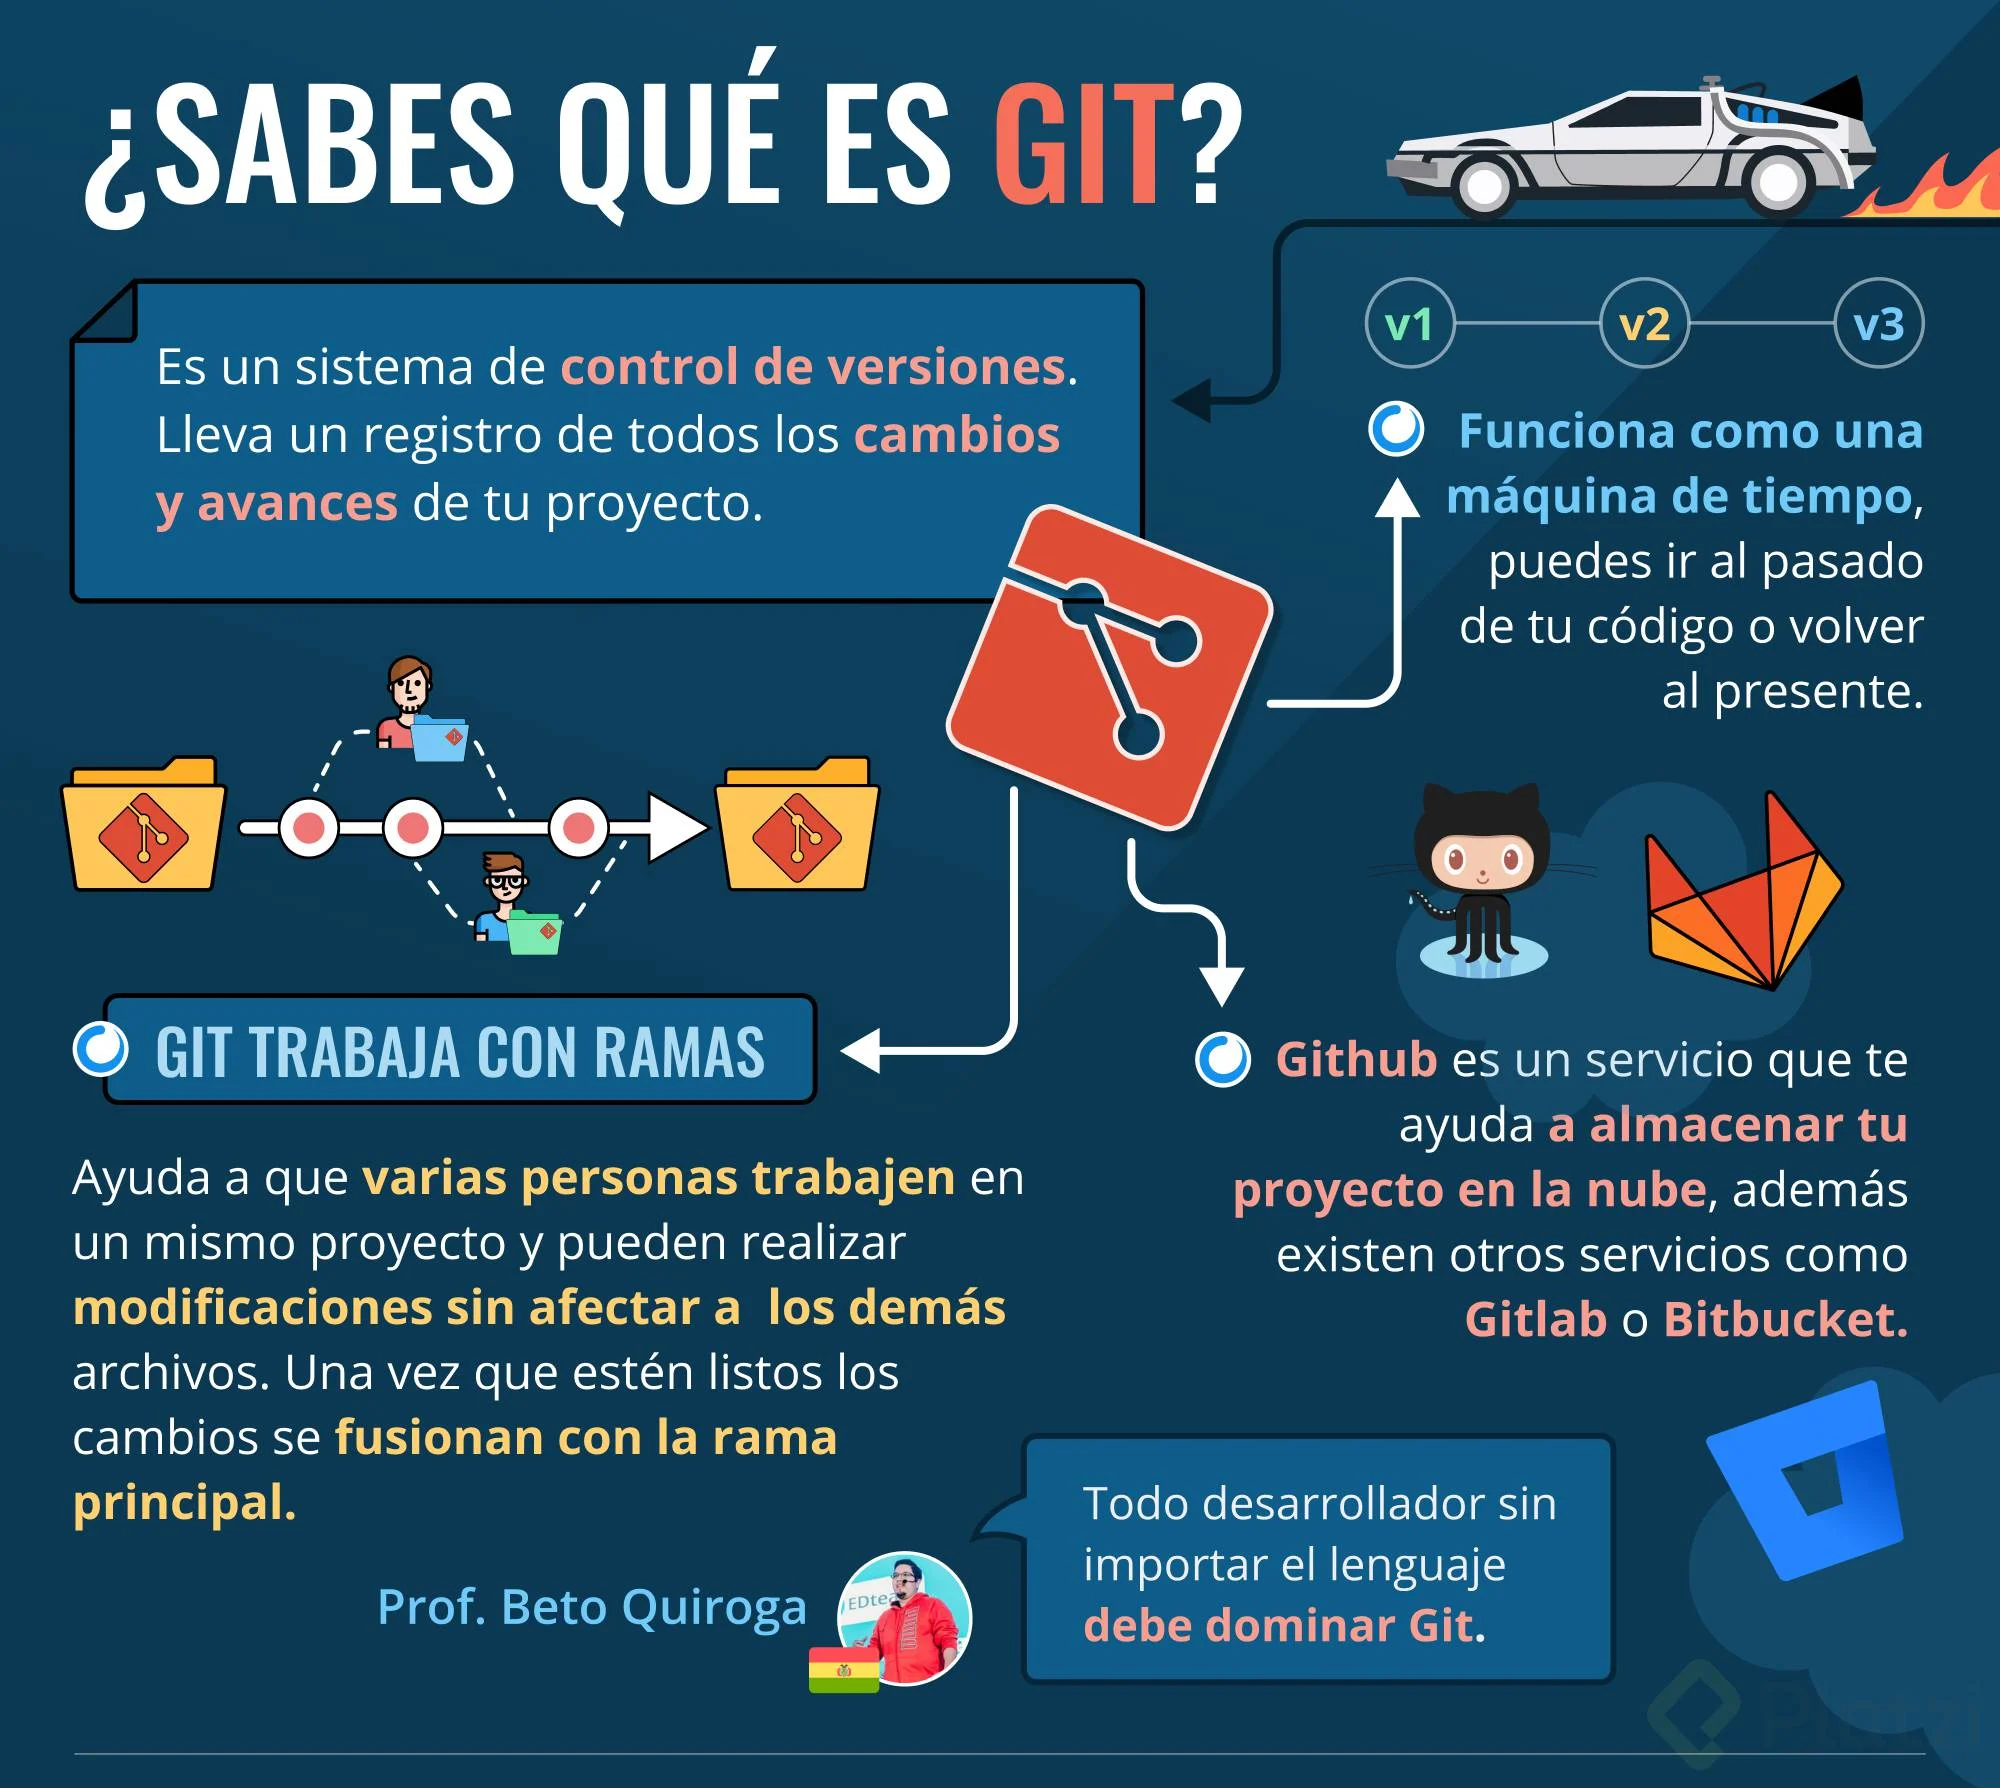 ¿SABES QUÉ ES GIT?
Es un sistema de control de versiones.
Lleva un registro de todos los cambios
y avances de tu proyecto.
v1
v2
v3
Funciona como una
máquina de tiempo,
puedes ir al pasado
de tu código o volver
al presente.
GIT TRABAJA CON RAMAS
Ayuda a que varias personas trabajen en
un mismo proyecto y pueden realizar
modificaciones sin afectar a  los demás
archivos. Una vez que estén listos los
cambios se fusionan con la rama
principal.
Github es un servicio que te
ayuda a almacenar tu
proyecto en la nube, además
existen otros servicios como
Gitlab o Bitbucket.
Todo desarrollador sin
importar el lenguaje
debe dominar Git.
Prof. Beto Quiroga
Platzi